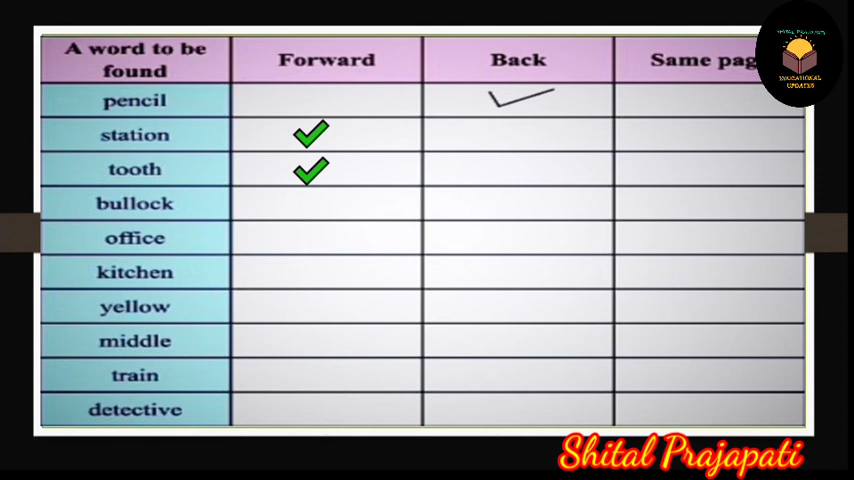 A word to be found
Forward
Back
Same pag
pencil
station
tooth
bullock
office
kitchen
yellow
middle
train
detective
EDUCATIONAL
UPDATES
Shital Prajapati